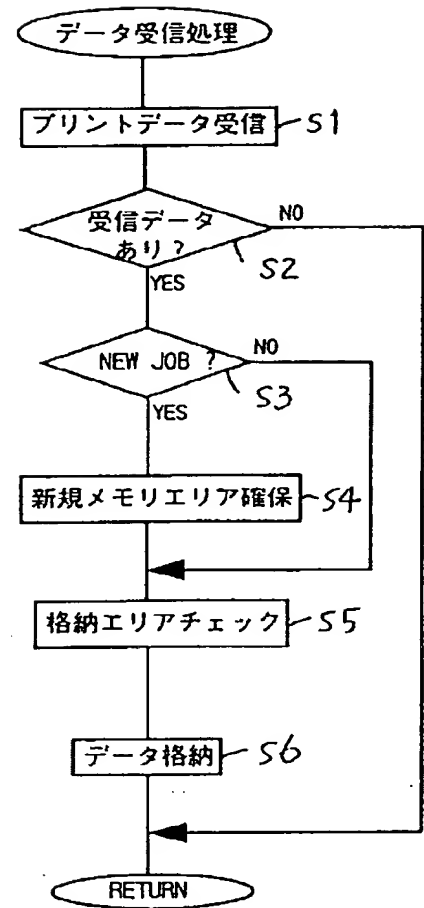 データ受信処理
プリントデータ受信
S1
受信データ
あり？
NO
S2
YES
NEW JOB ?
NO
S3
YES
新規メモリエリア確保
S4
格納エリアチェック
S5
データ格納
S6
RETURN